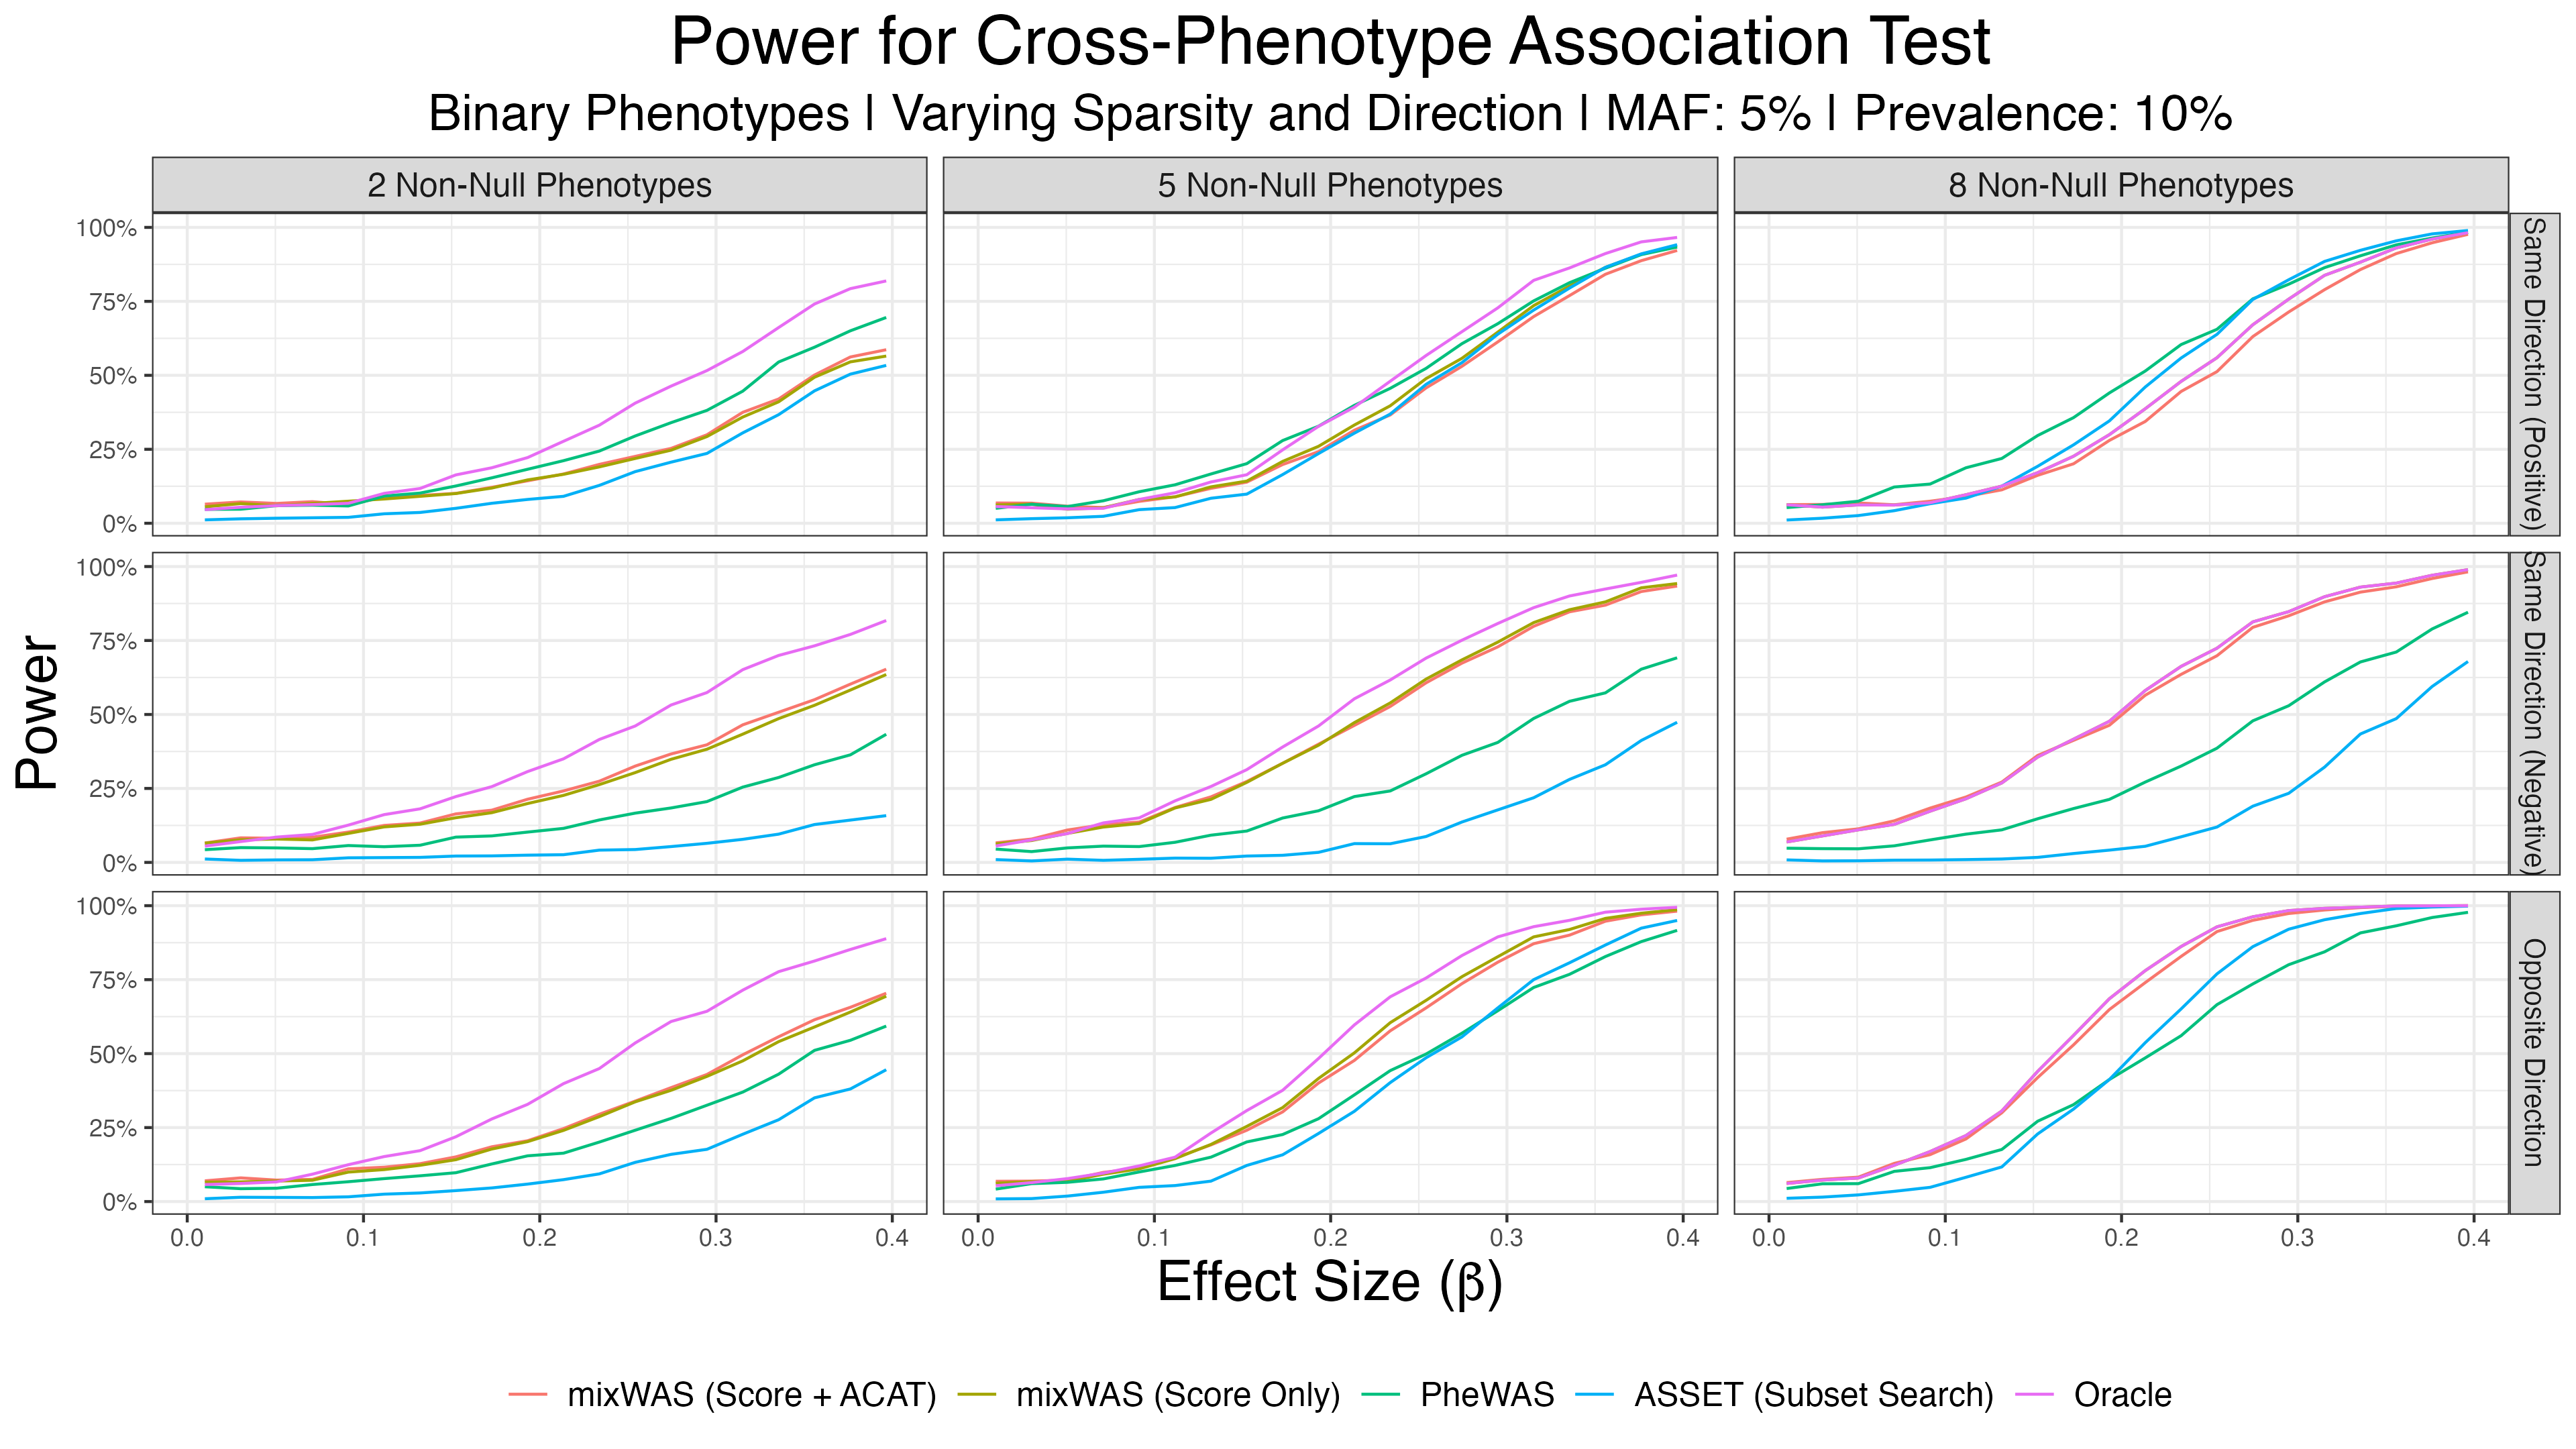 Power for Cross-Phenotype Association Test
Binary Phenotypes | Varying Sparsity and Direction | MAF: 5% | Prevalence: 10%
2 Non-Null Phenotypes
5 Non-Null Phenotypes
8 Non-Null Phenotypes
100%
75%
50%
25%
0%
Same Direction (Positive)
100%
75%
50%
25%
0%
Same Direction (Negative)
100%
75%
50%
25%
0%
Opposite Direction
Power
0.0 0.1 0.2 0.3 0.4
0.0 0.1 0.2 0.3 0.4
0.0 0.1 0.2 0.3 0.4
Effect Size (β)
mixWAS (Score + ACAT) mixWAS (Score Only) PheWAS ASSET (Subset Search) Oracle